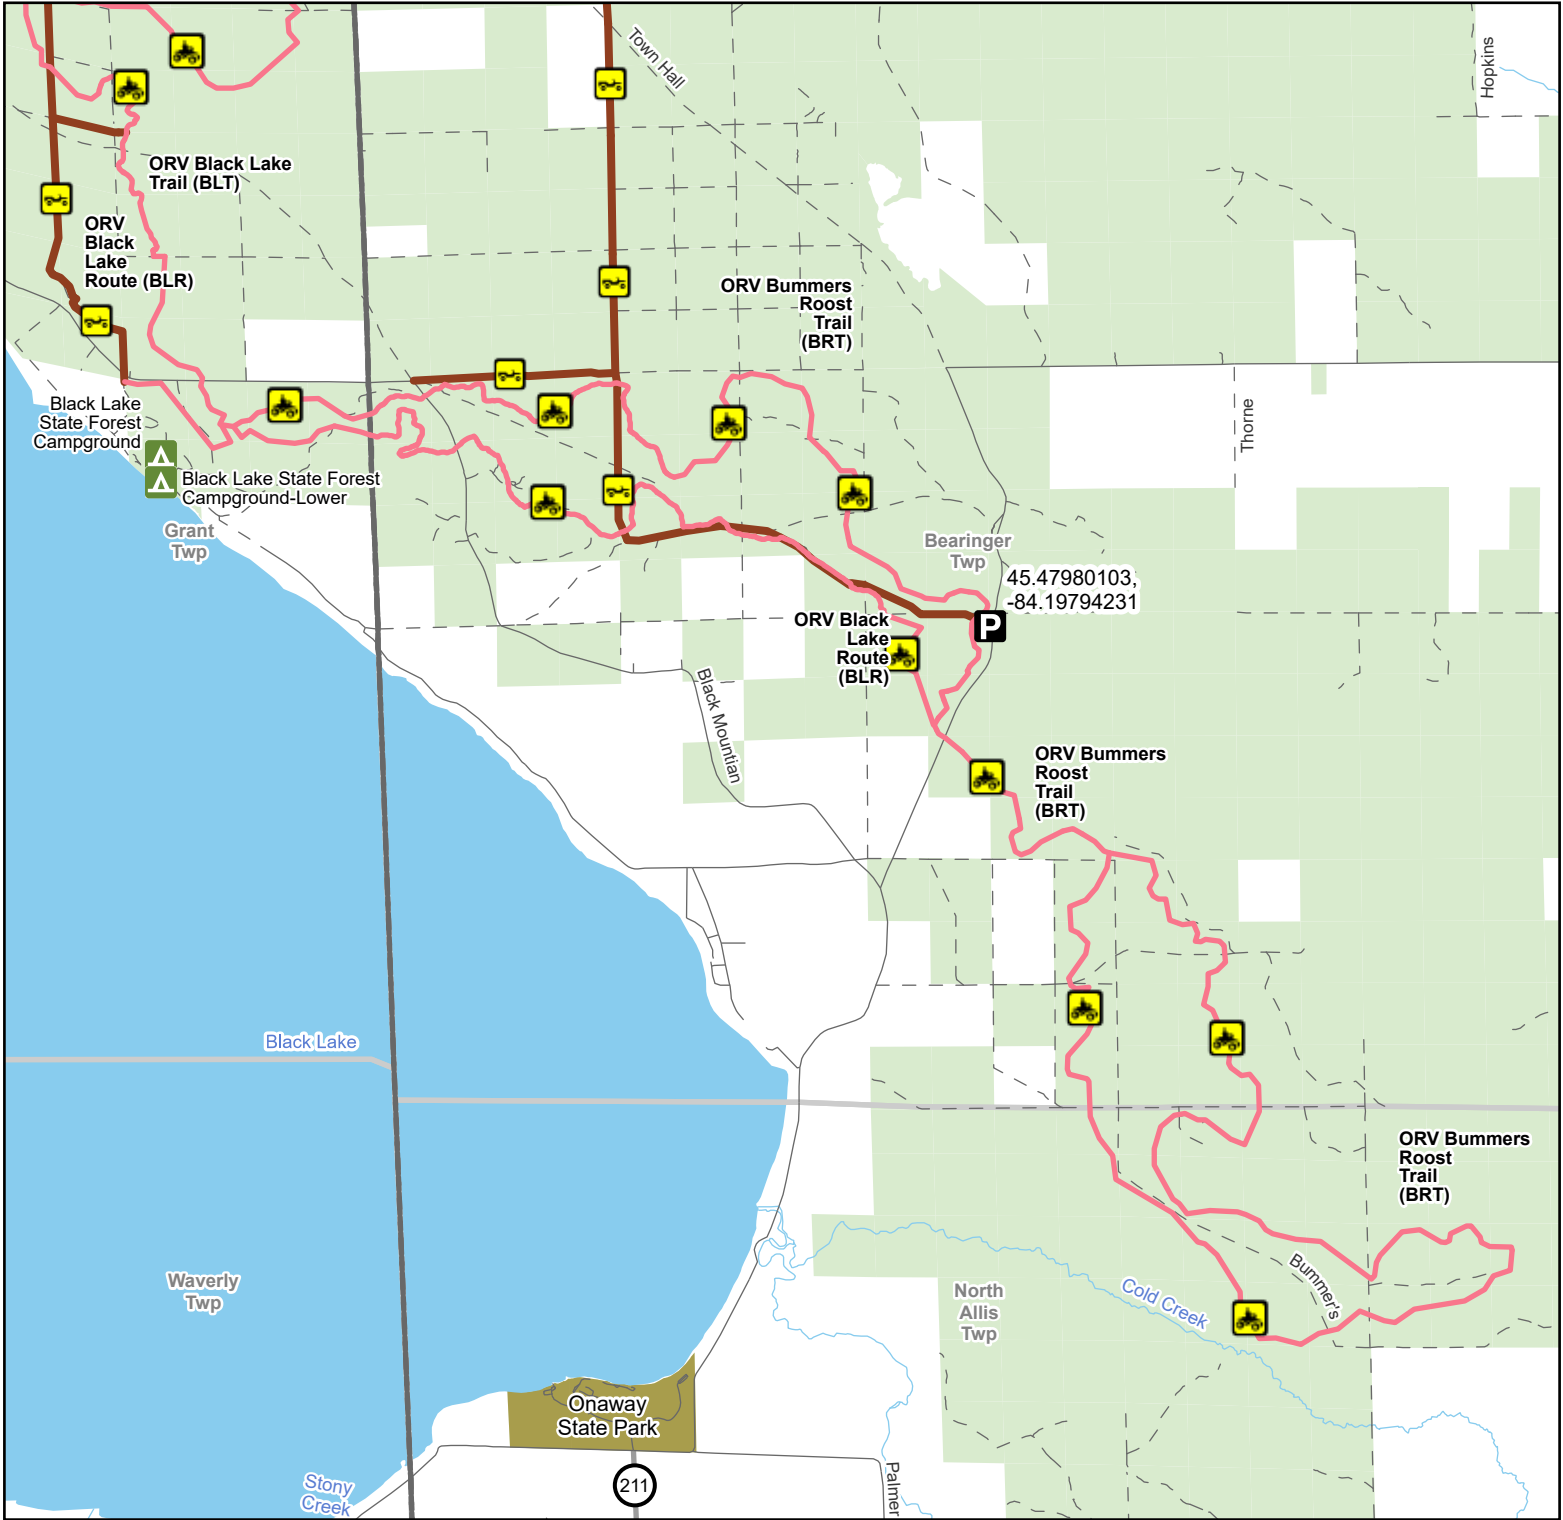 Town Hall
Hopkins
ORV Black Lake
Trail (BLT)
ORV
Black
Lake
Route (BLR)
ORV Bummers
Roost
Trail
(BRT)
Black Lake
State Forest
Campground
Black Lake State Forest
Campground-Lower
Thorne
Grant
Twp
Bearinger
Twp
45.47980103,
-84.19794231
P
ORV Black
Lake
Route
(BLR)
Black Mountian
ORV Bummers
Roost
Trail
(BRT)
Black Lake
ORV Bummers
Roost
Trail
(BRT)
Waverly
Twp
North
Allis
Twp
Cold Creek
Bummer's
Onaway
State Park
211
Stony
Creek
Palmer